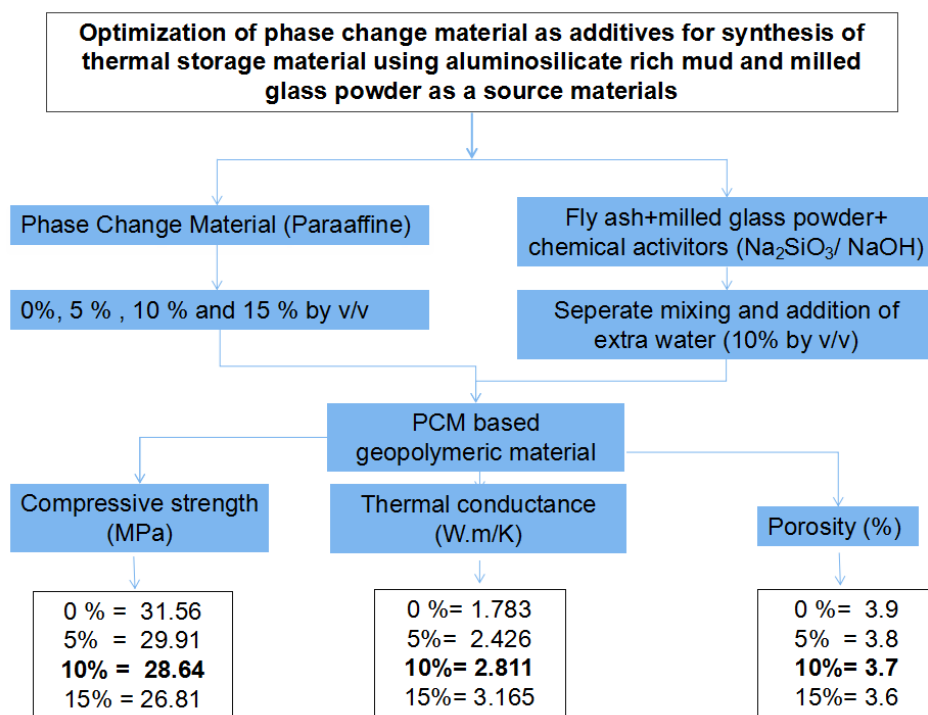 Optimization of phase change material as additives for synthesis of
thermal storage material using aluminosilicate rich mud and milled
glass powder as a source materials
Phase Change Material (Paraaffine)
Fly ash+milled glass powder+
chemical activitors (Na₂SiO₃/ NaOH)
0%, 5 % , 10 % and 15 % by v/v
Seperate mixing and addition of
extra water (10% by v/v)
PCM based
geopolymeric material
Compressive strength
(MPa)
Thermal conductance
(W.m/K)
Porosity (%)
0 % = 31.56
5% = 29.91
10% = 28.64
15% = 26.81
0 %= 1.783
5%= 2.426
10%= 2.811
15%= 3.165
0 %= 3.9
5% = 3.8
10%= 3.7
15%= 3.6